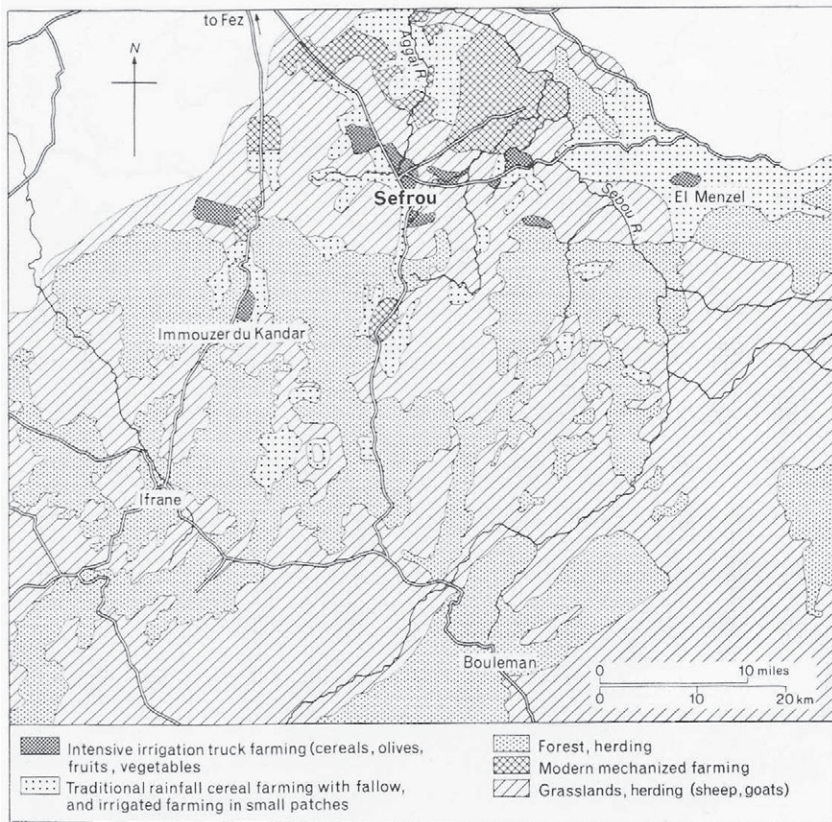 to Fez
N
Aggai R.
Sefrou
El Menzel
Sebou R.
Immouzer du Kandar
Ifrane
Bouleman
0 10 miles
0 10 20 km
Intensive irrigation truck farming (cereals, olives,
fruits, vegetables
Traditional rainfall cereal farming with fallow,
and irrigated farming in small patches
Forest, herding
Modern mechanized farming
Grasslands, herding (sheep, goats)